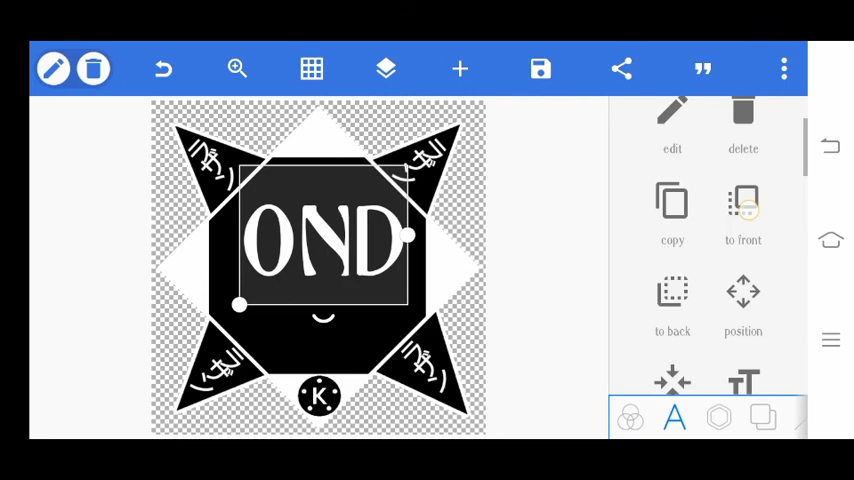 edit
delete
OND
copy
to front
to back
position
K
A